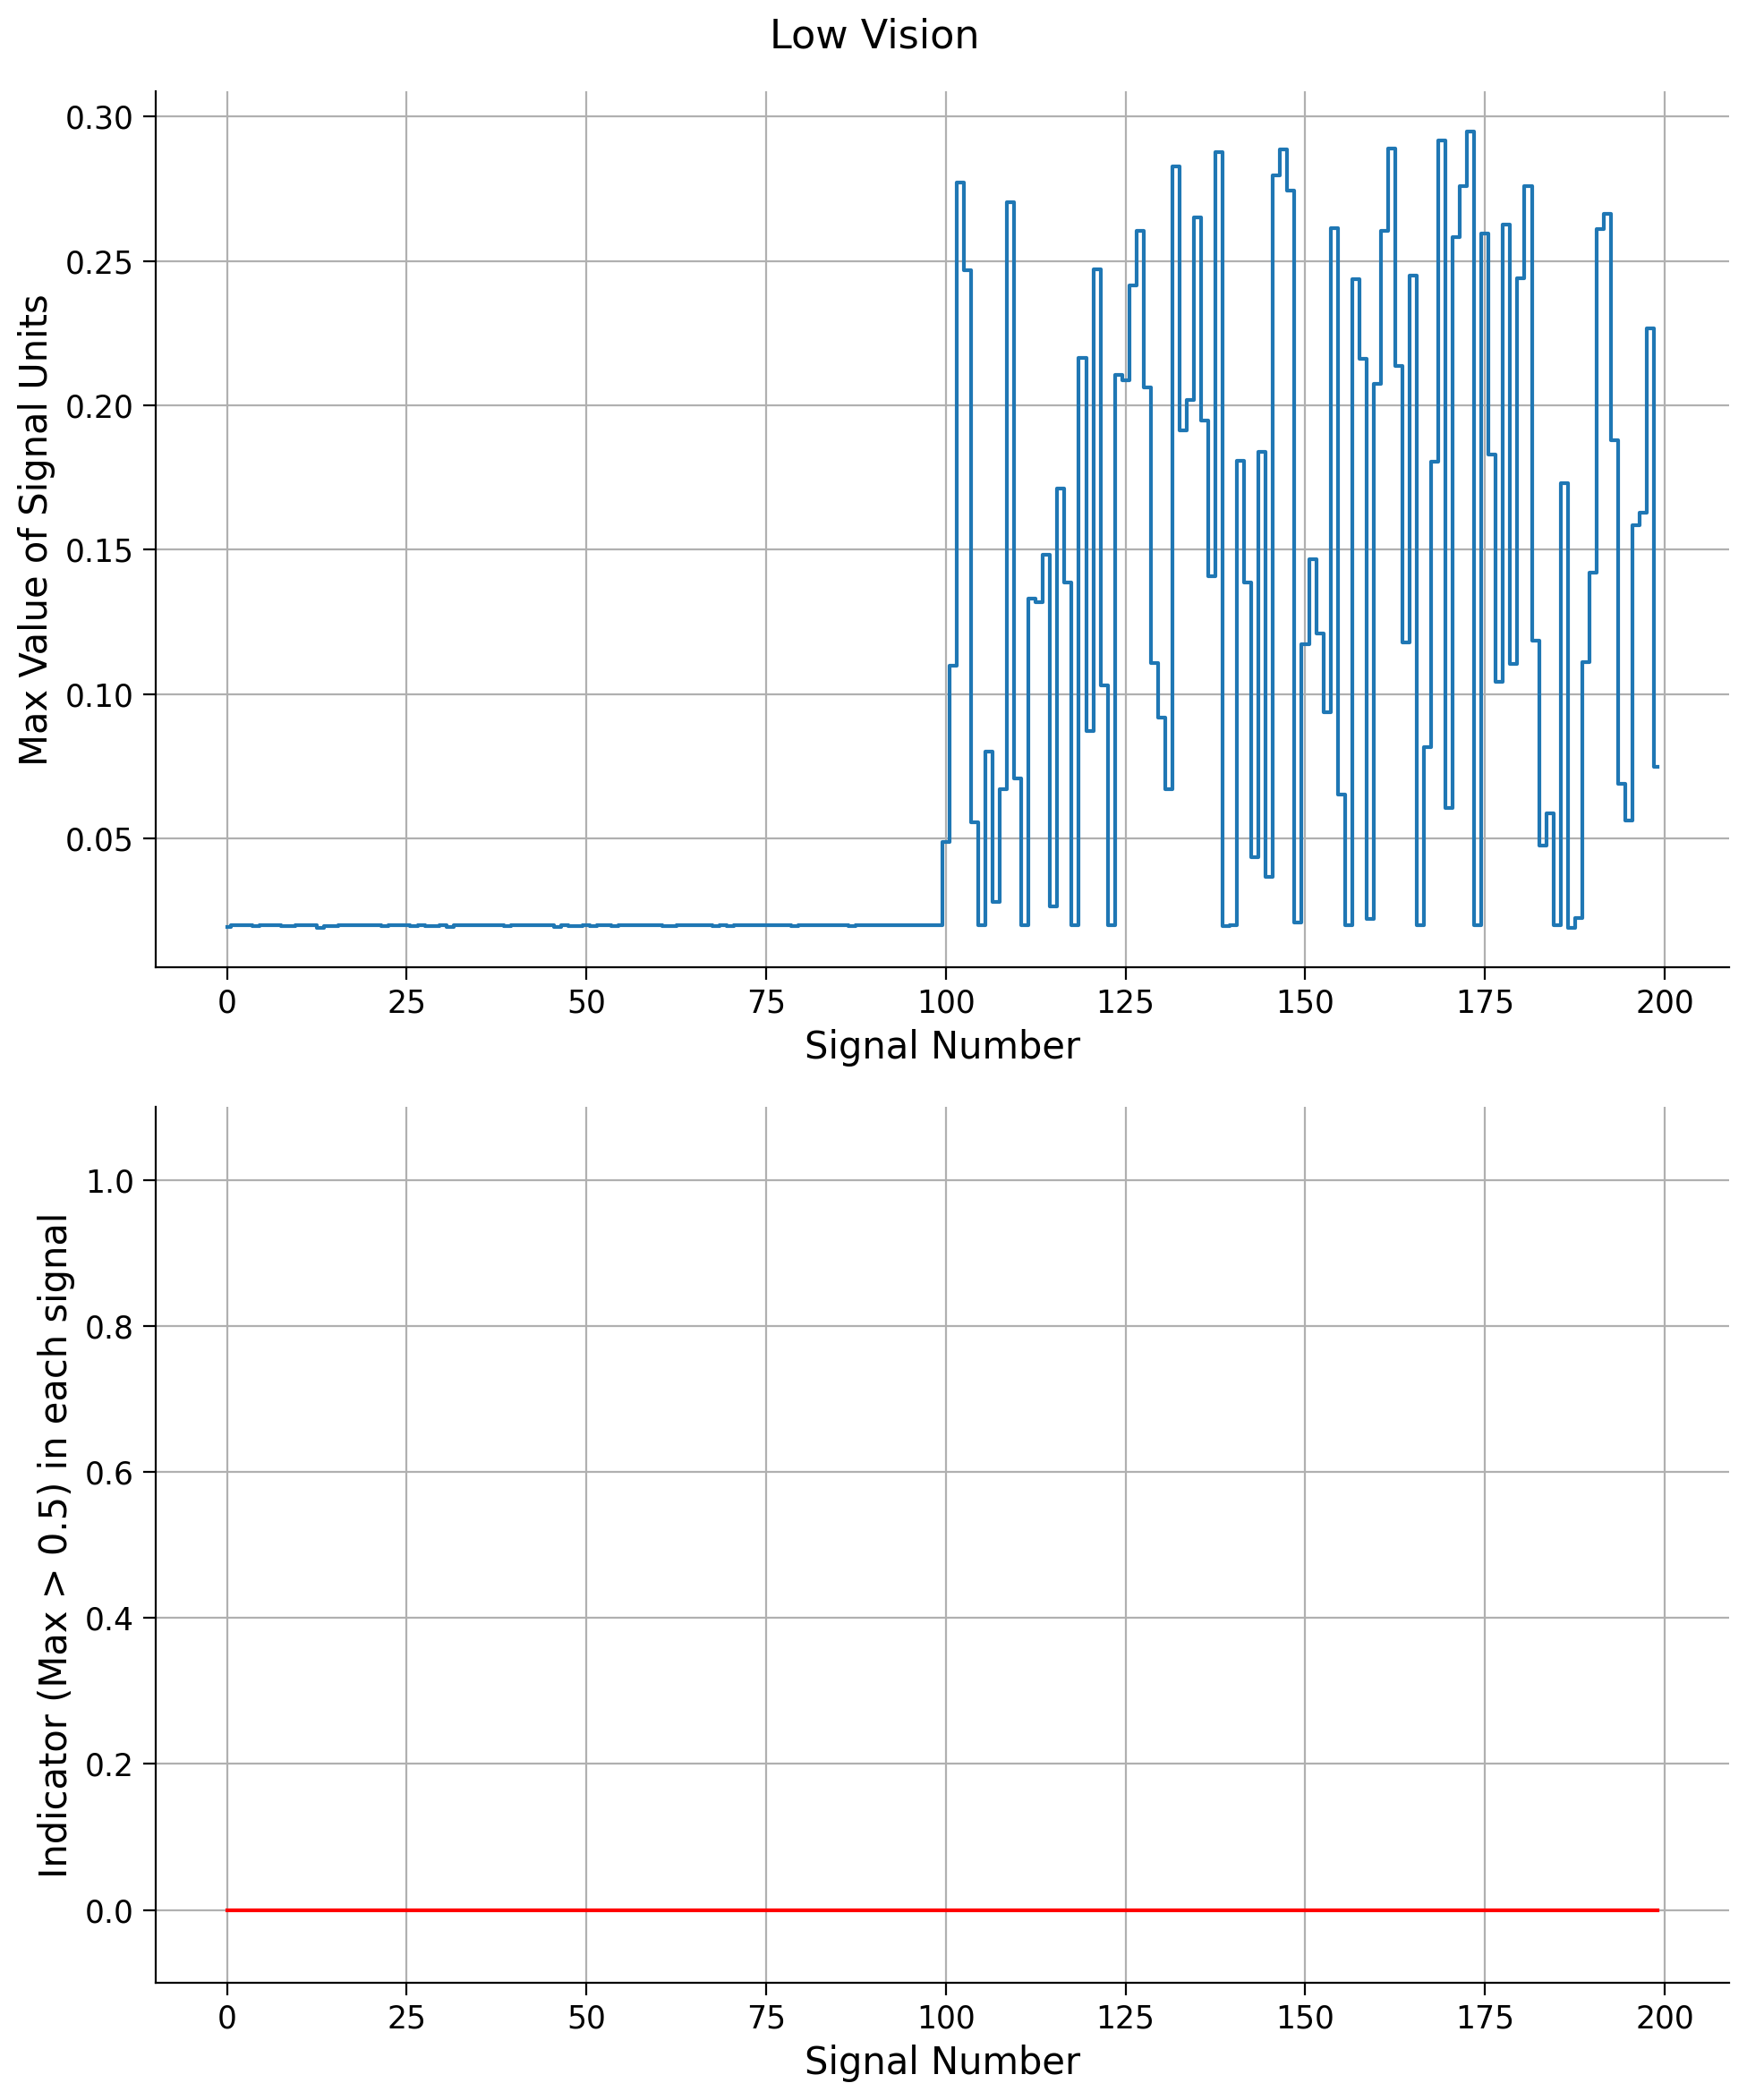 Low Vision
Max Value of Signal Units
0.30
0.25
0.20
0.15
0.10
0.05
0 25 50 75 100 125 150 175 200
Signal Number
Indicator (Max > 0.5) in each signal
1.0
0.8
0.6
0.4
0.2
0.0
0 25 50 75 100 125 150 175 200
Signal Number